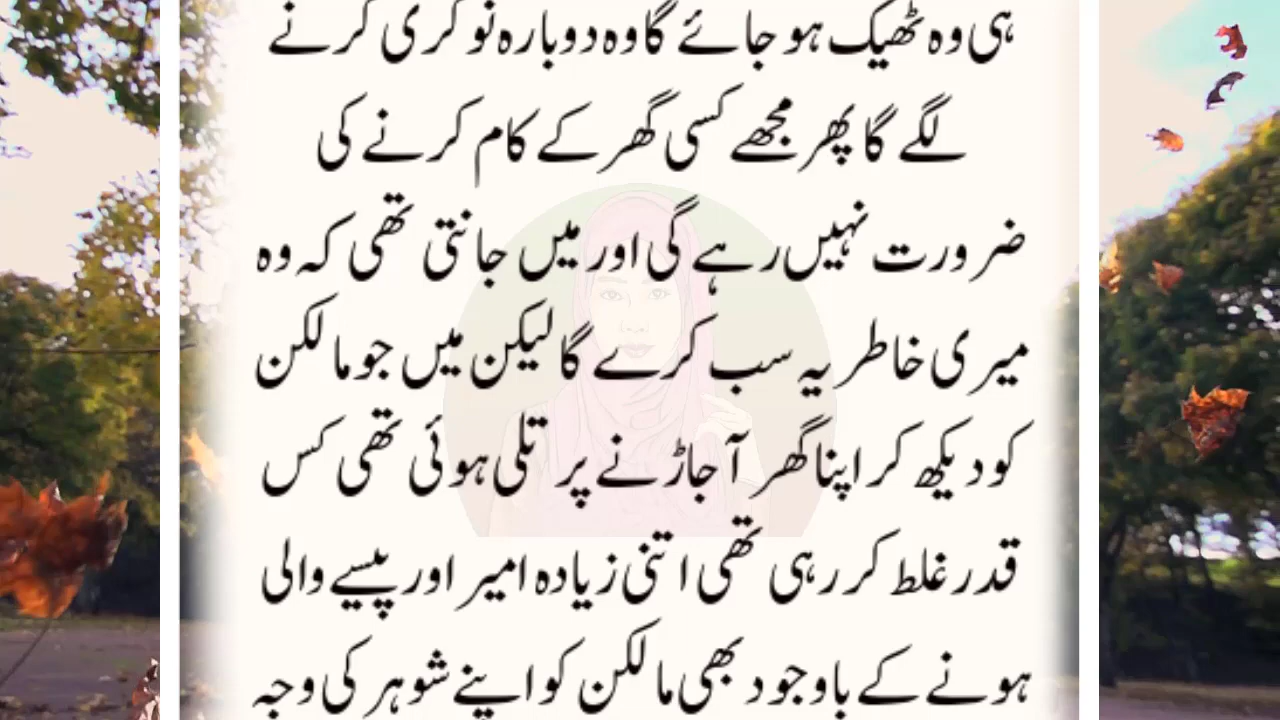 ہی وہ ٹھیک ہو جائے گا وہ دوبارہ نوکری کرنے
لگے گا پھر مجھے کسی گھر کے کام کرنے کی
ضرورت نہیں رہے گی اور میں جانتی تھی کہ وہ
میری خاطر یہ سب کرے گا لیکن میں جو مالکن
کو دیکھ کر اپنا گھر آجاڑنے پر تلی ہوئی تھی کس
قدر غلط کر رہی تھی اتنی زیادہ امیر اور پیسے والی
ہونے کے باوجود بھی مالکن کو اپنے شوہر کی وجہ